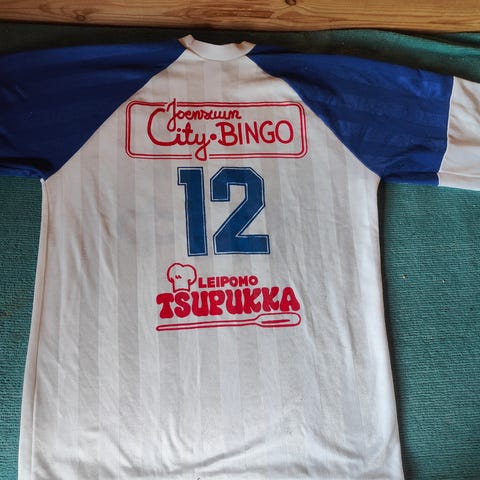 Joensuun
City•BINGO
12
LEIPOMO
TSUPUKKA